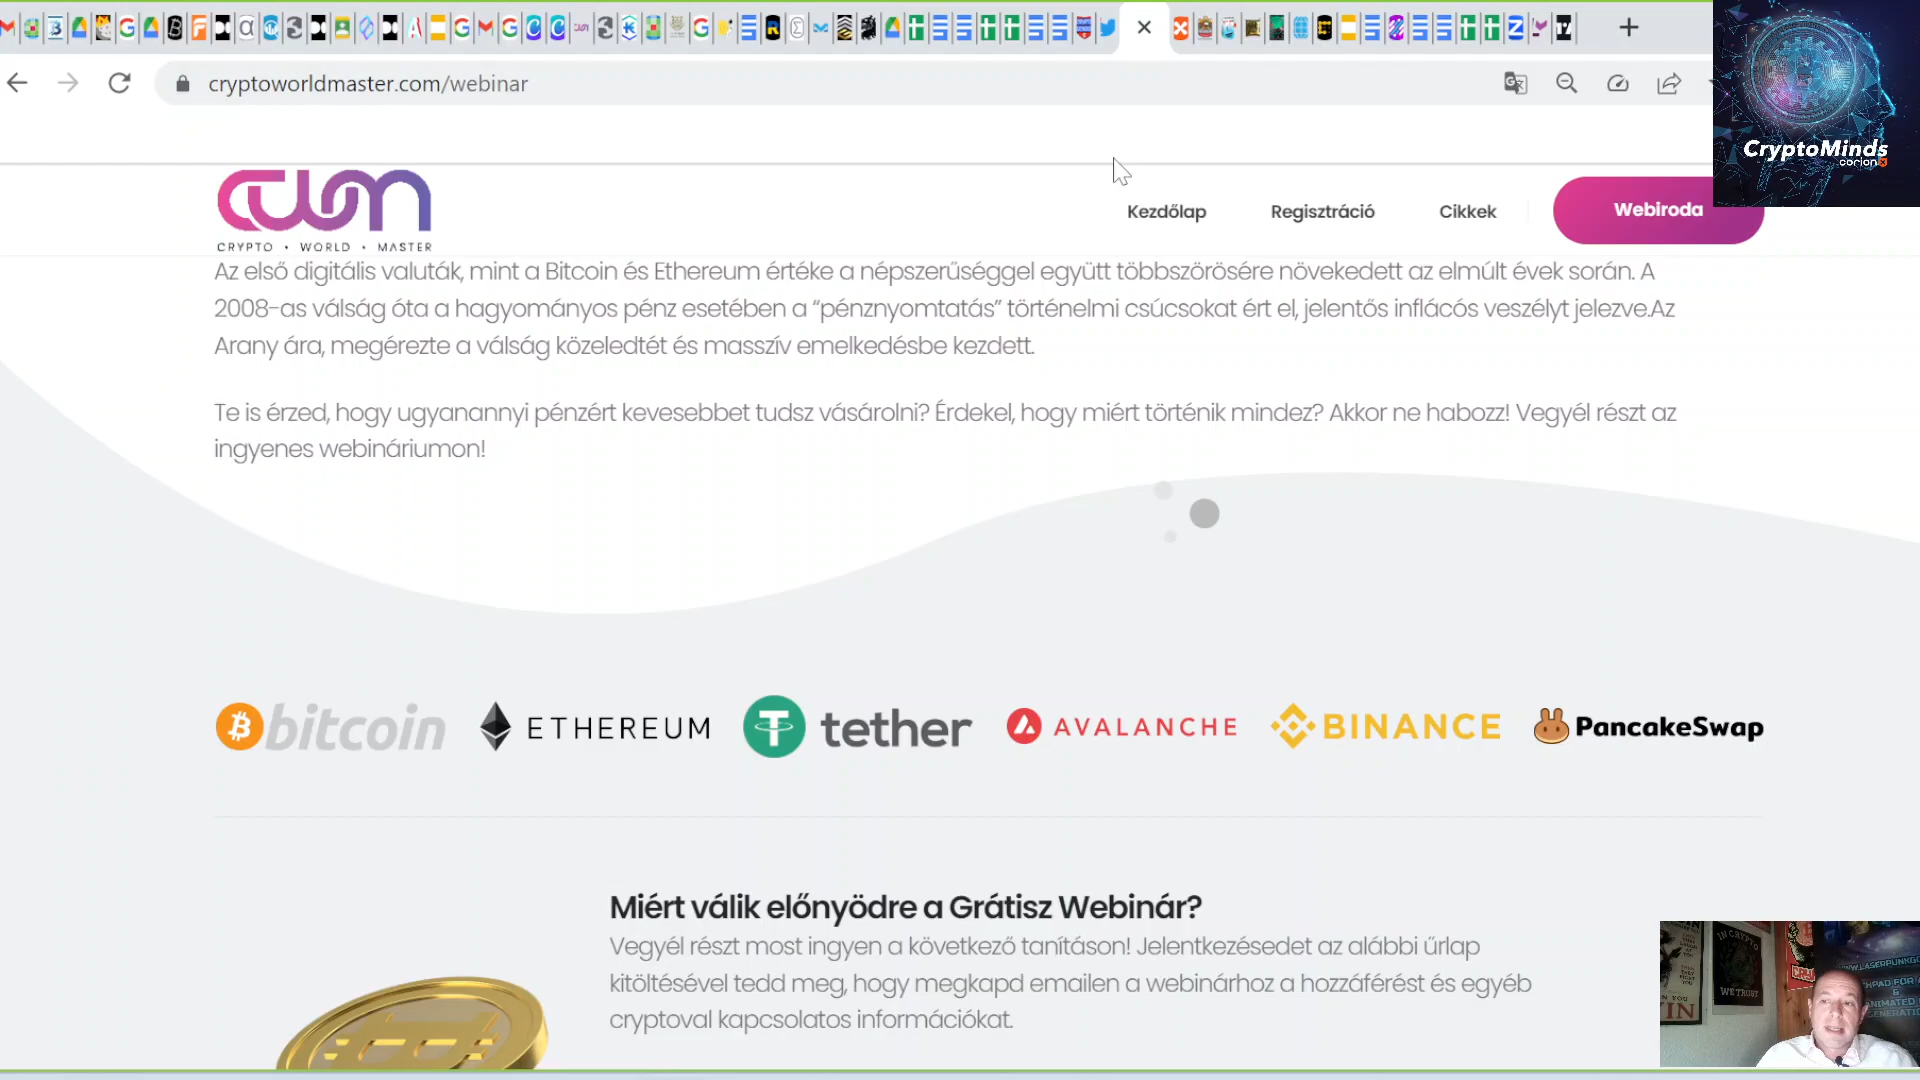 cryptoworldmaster.com/webinar
CryptoMinds
corion
CRYPTO • WORLD • MASTER
Kezdőlap
Regisztráció
Cikkek
Webiroda
Az első digitális valuták, mint a Bitcoin és Ethereum értéke a népszerűséggel együtt többszörösére növekedett az elmúlt évek során. A
2008-as válság óta a hagyományos pénz esetében a “pénznyomtatás” történelmi csúcsokat ért el, jelentős inflácós veszélyt jelezve.Az
Arany ára, megérezte a válság közeledtét és masszív emelkedésbe kezdett.
Te is érzed, hogy ugyanannyi pénzért kevesebbet tudsz vásárolni? Érdekel, hogy miért történik mindez? Akkor ne habozz! Vegyél részt az
ingyenes webináriumon!
bitcoin
ETHEREUM
tether
AVALANCHE
BINANCE
PancakeSwap
Miért válik előnyödre a Grátisz Webinár?
Vegyél részt most ingyen a következő tanításon! Jelentkezésedet az alábbi űrlap
kitöltésével tedd meg, hogy megkapd emailen a webinárhoz a hozzáférést és egyéb
cryptoval kapcsolatos információkat.
IN CRYPTO
WE TRUST